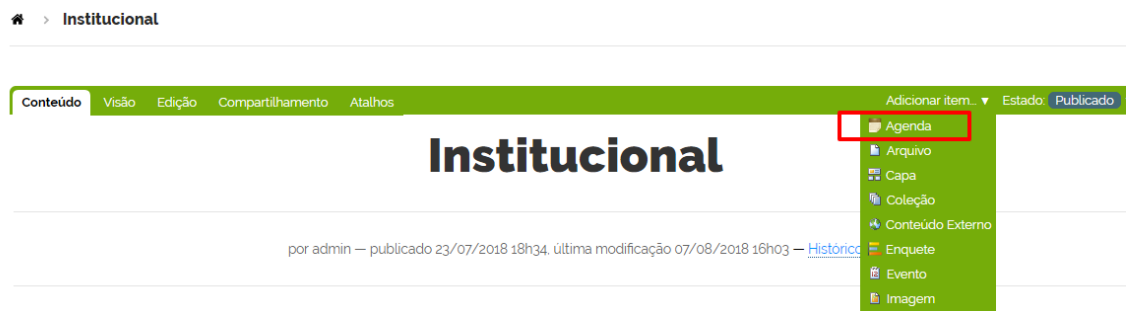 > Institucional
Conteúdo Visão Edição Compartilhamento Atalhos Adicionar item... ▼ Estado: Publicado
Agenda
Arquivo
Capa
Coleção
Conteúdo Externo
Enquete
Evento
Imagem
Institucional
por admin — publicado 23/07/2018 18h34, última modificação 07/08/2018 16h03 — Histórico